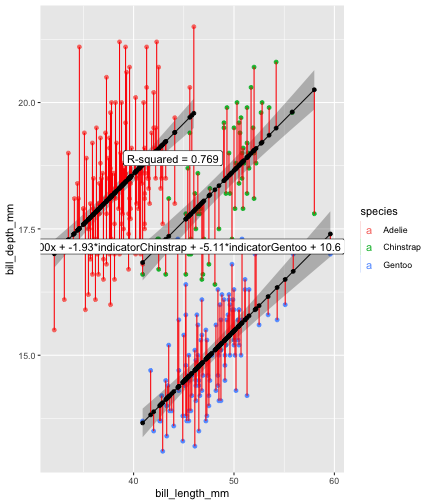 20.0
17.5
15.0
bill_depth_mm
R-squared = 0.769
00x + -1.93*indicatorChinstrap + -5.11*indicatorGentoo + 10.6
40
50
60
bill_length_mm
species
a Adelie
a Chinstrap
a Gentoo